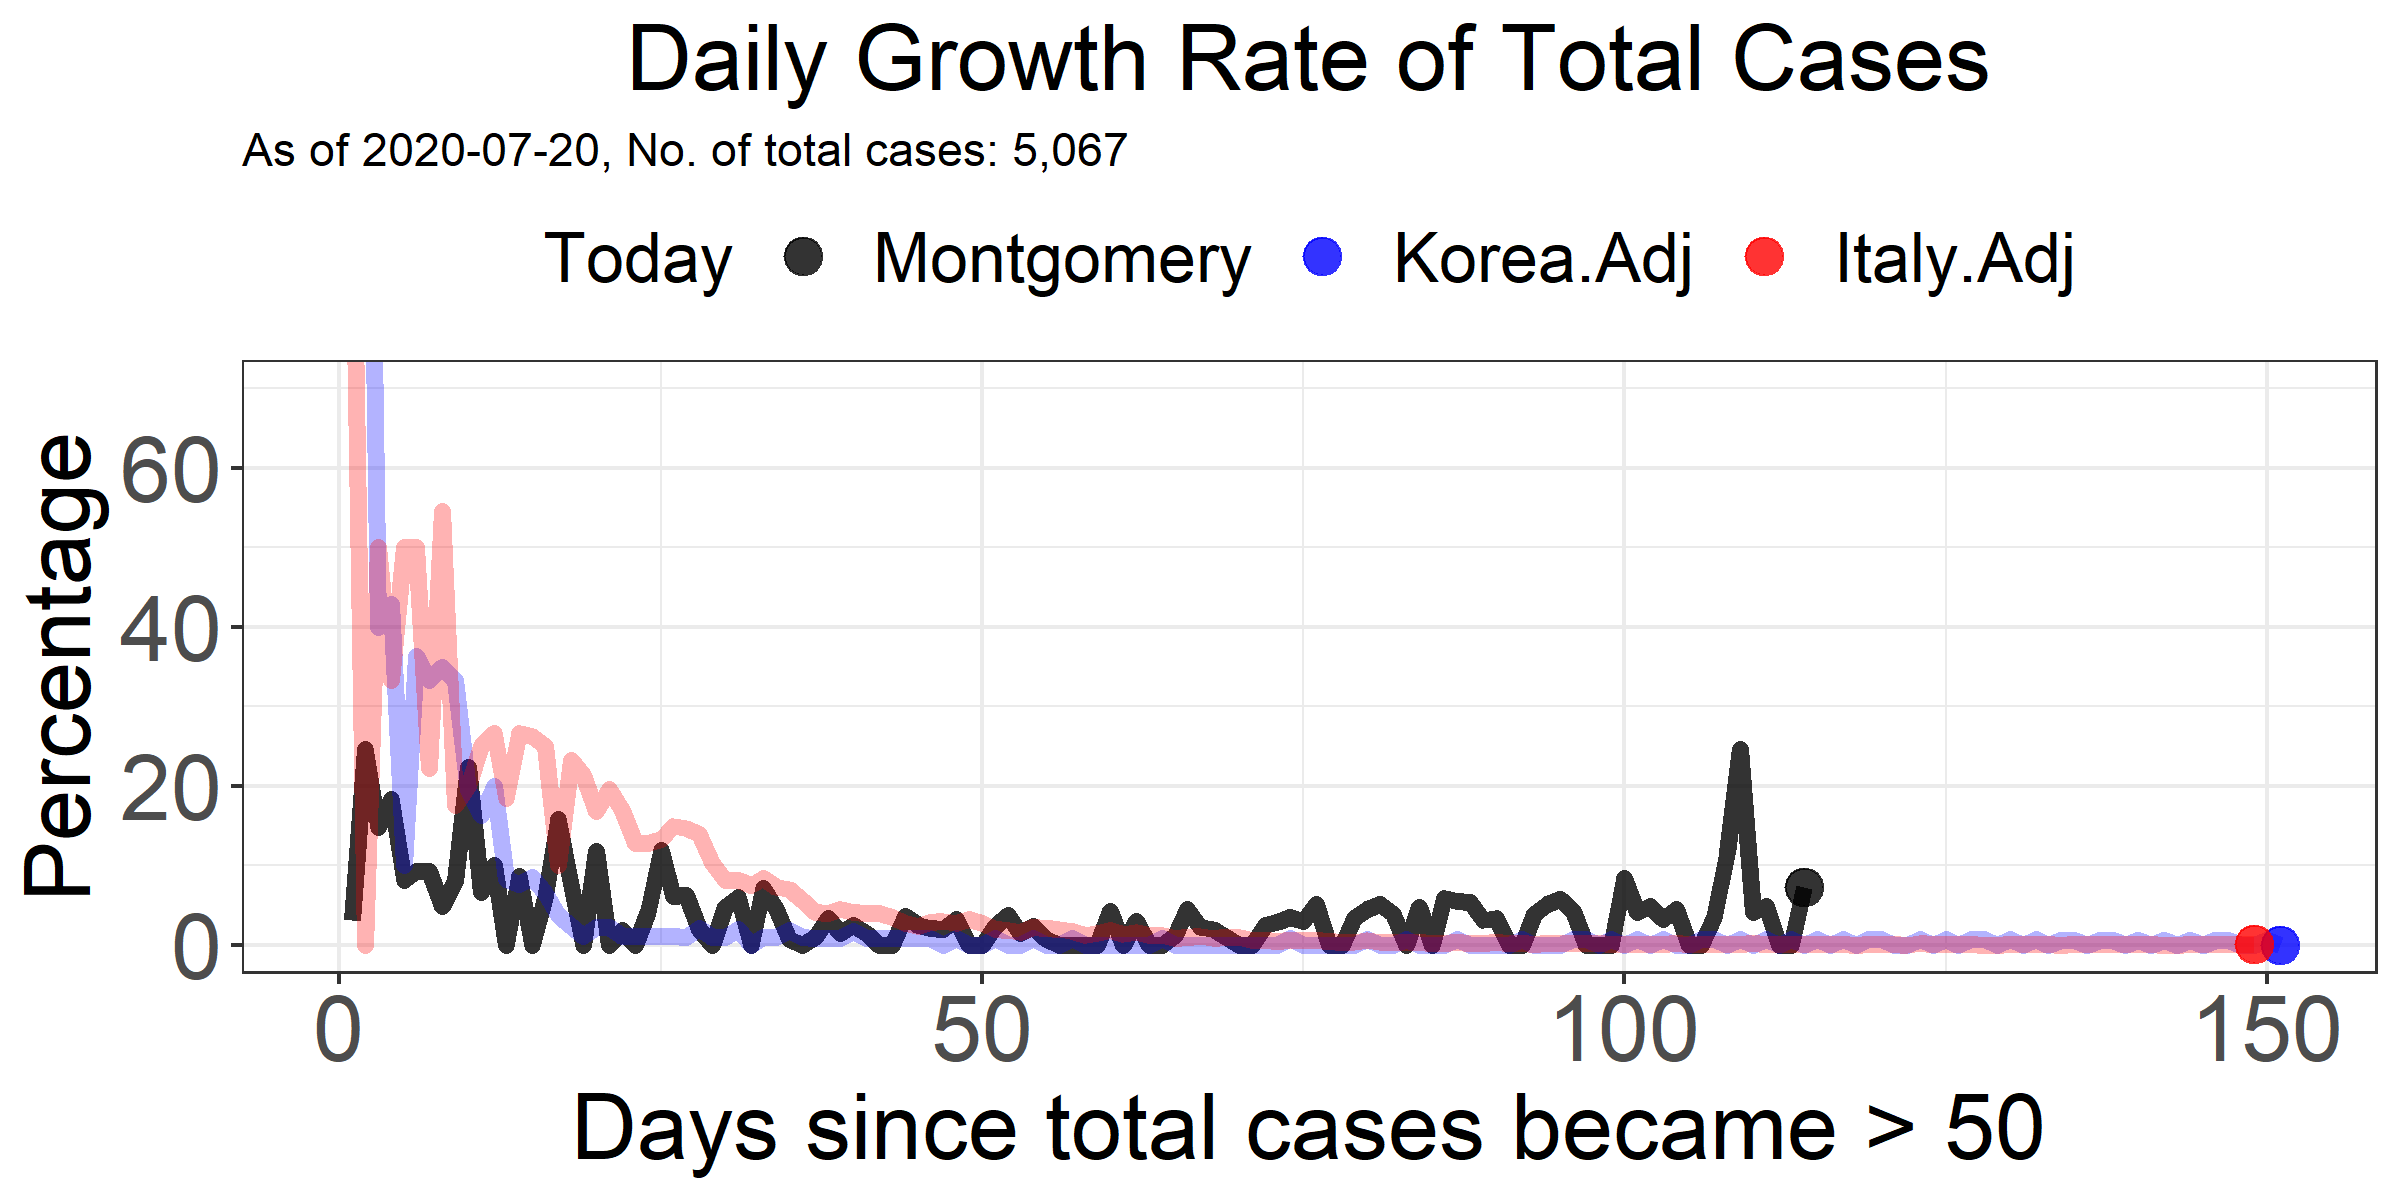 Daily Growth Rate of Total Cases
As of 2020-07-20, No. of total cases: 5,067
Today Montgomery Korea.Adj Italy.Adj
Percentage
60
40
20
0
0 50 100 150
Days since total cases became > 50